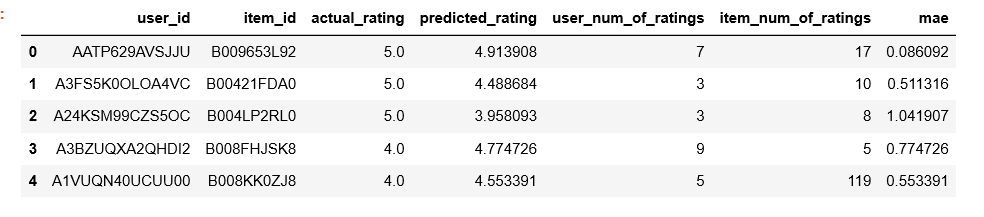 user_id item_id actual_rating predicted_rating user_num_of_ratings item_num_of_ratings mae
0 AATP629AVSJJU B009653L92 5.0 4.913908 7 17 0.086092
1 A3FS5K0OLOA4VC B00421FDA0 5.0 4.488684 3 10 0.511316
2 A24KSM99CZS5OC B004LP2RL0 5.0 3.958093 3 8 1.041907
3 A3BZUQXA2QHDI2 B008FHJSK8 4.0 4.774726 9 5 0.774726
4 A1VUQN40UCUU00 B008KK0ZJ8 4.0 4.553391 5 119 0.553391